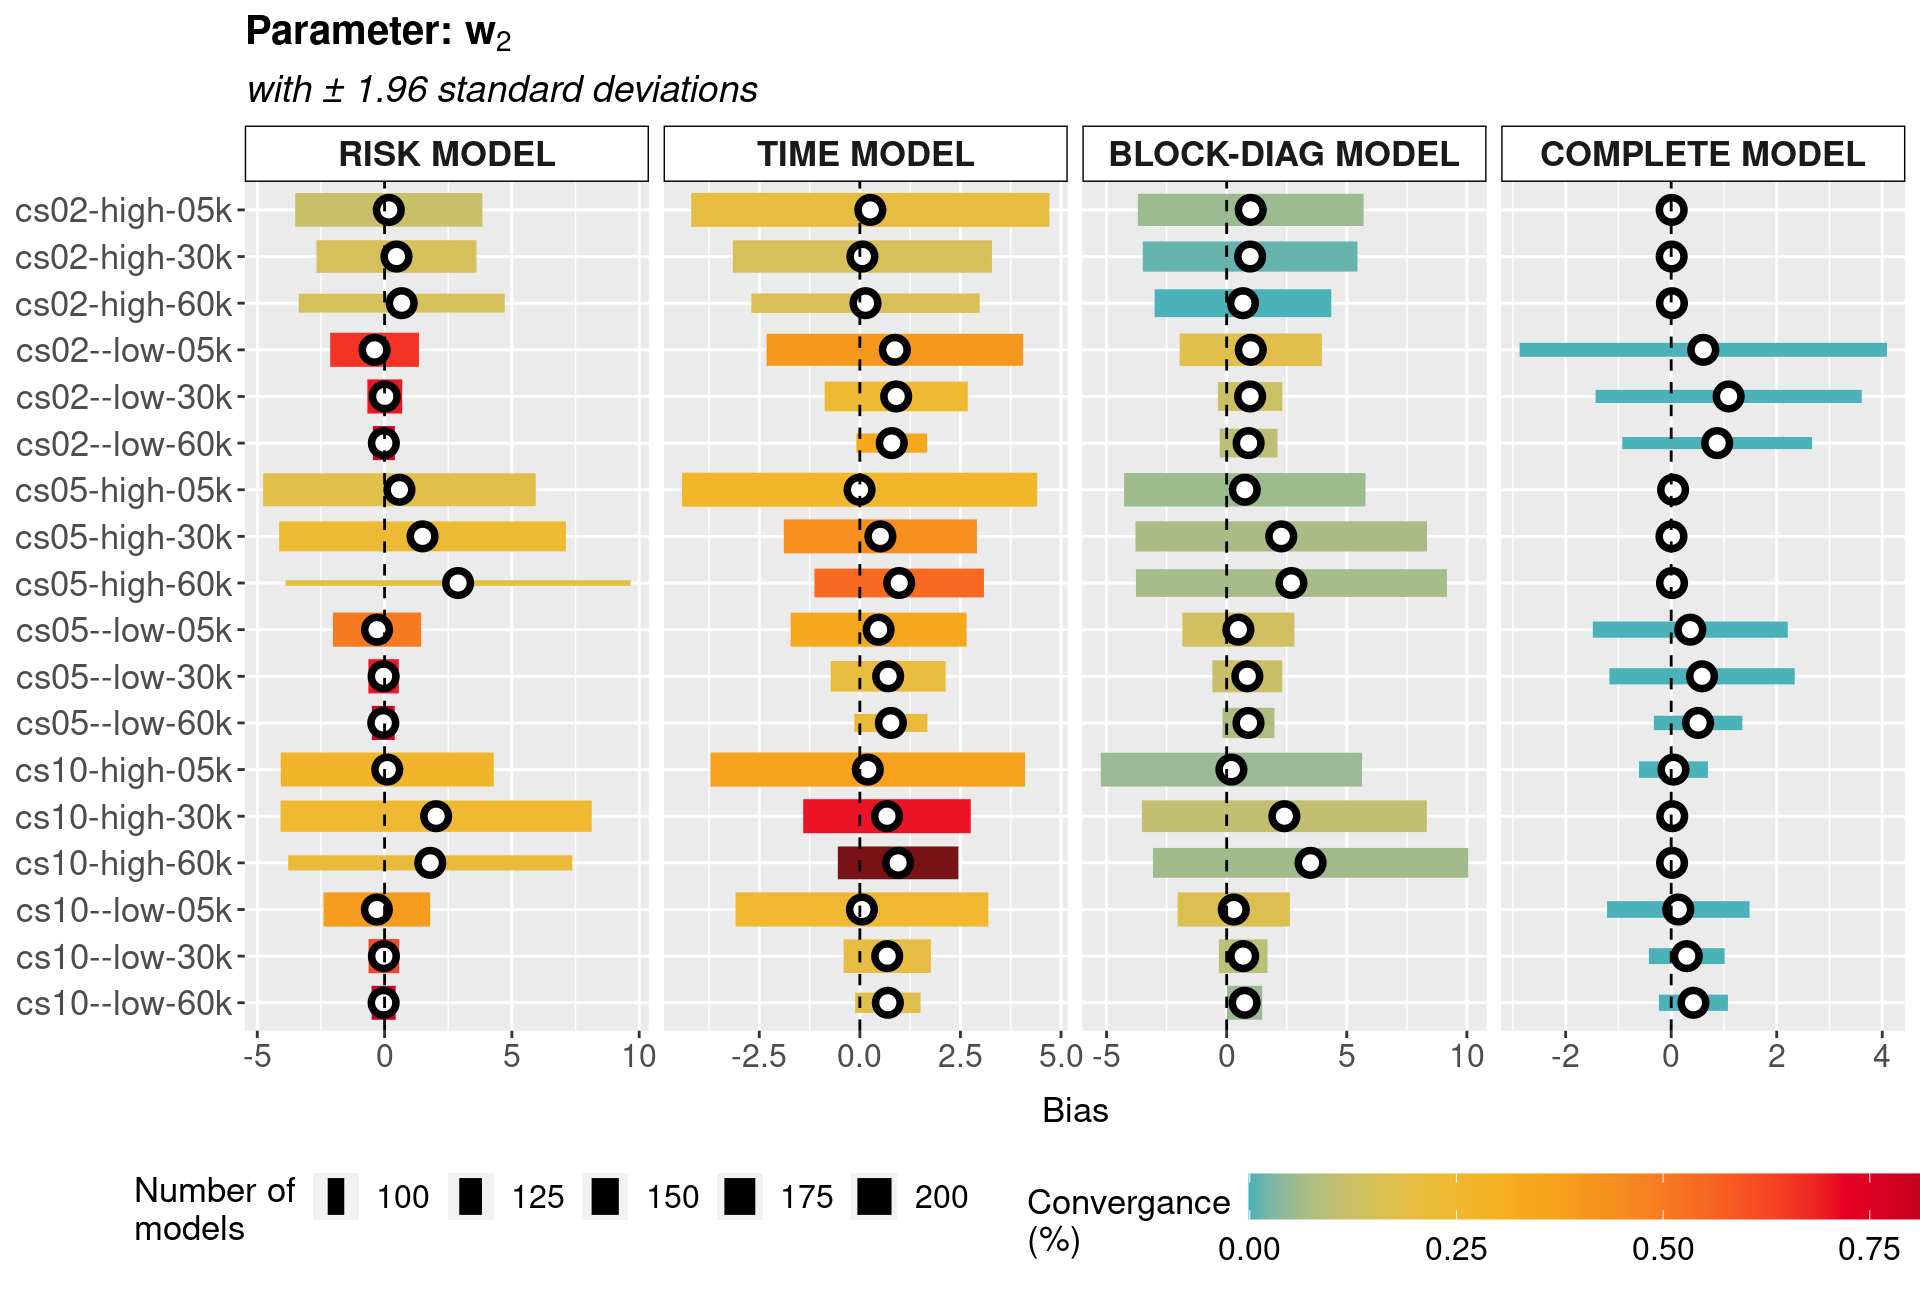 Parameter: w2
with ± 1.96 standard deviations
RISK MODEL TIME MODEL BLOCK-DIAG MODEL COMPLETE MODEL
cs02-high-05k
cs02-high-30k
cs02-high-60k
cs02--low-05k
cs02--low-30k
cs02--low-60k
cs05-high-05k
cs05-high-30k
cs05-high-60k
cs05--low-05k
cs05--low-30k
cs05--low-60k
cs10-high-05k
cs10-high-30k
cs10-high-60k
cs10--low-05k
cs10--low-30k
cs10--low-60k
-5 0 5 10 -2.5 0.0 2.5 5.0 -5 0 5 10 -2 0 2 4
Bias
Number of
models
100 125 150 175 200
Convergance
(%)
0.00 0.25 0.50 0.75